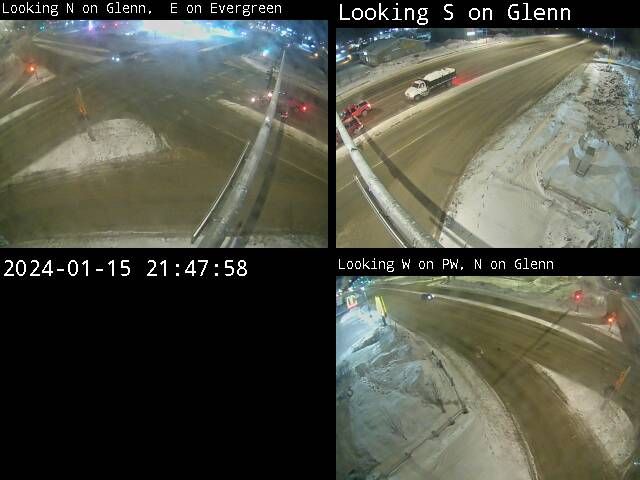 Looking N on Glenn, E on Evergreen
Looking S on Glenn
2024-01-15 21:47:58
Looking W on PW, N on Glenn